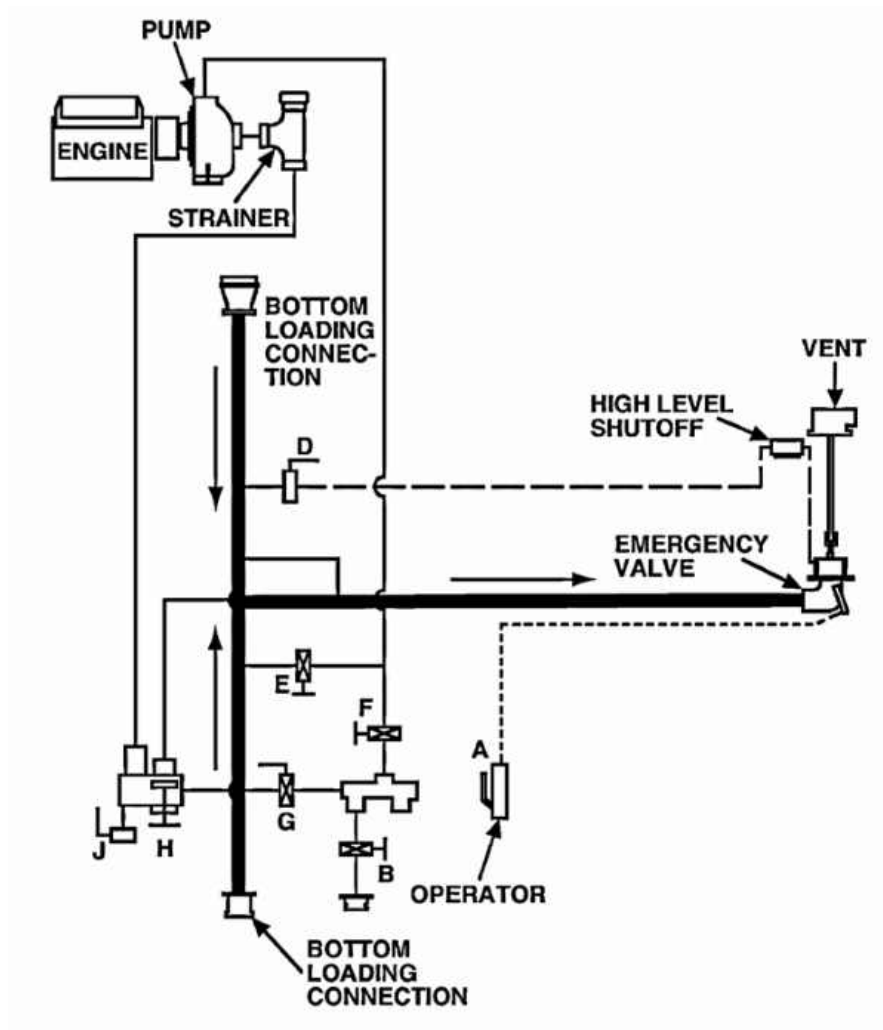 PUMP
ENGINE
STRAINER
BOTTOM
LOADING
CONNEC-
TION
VENT
HIGH LEVEL
SHUTOFF
D
EMERGENCY
VALVE
E
F
A
G
J
H
B
OPERATOR
BOTTOM
LOADING
CONNECTION